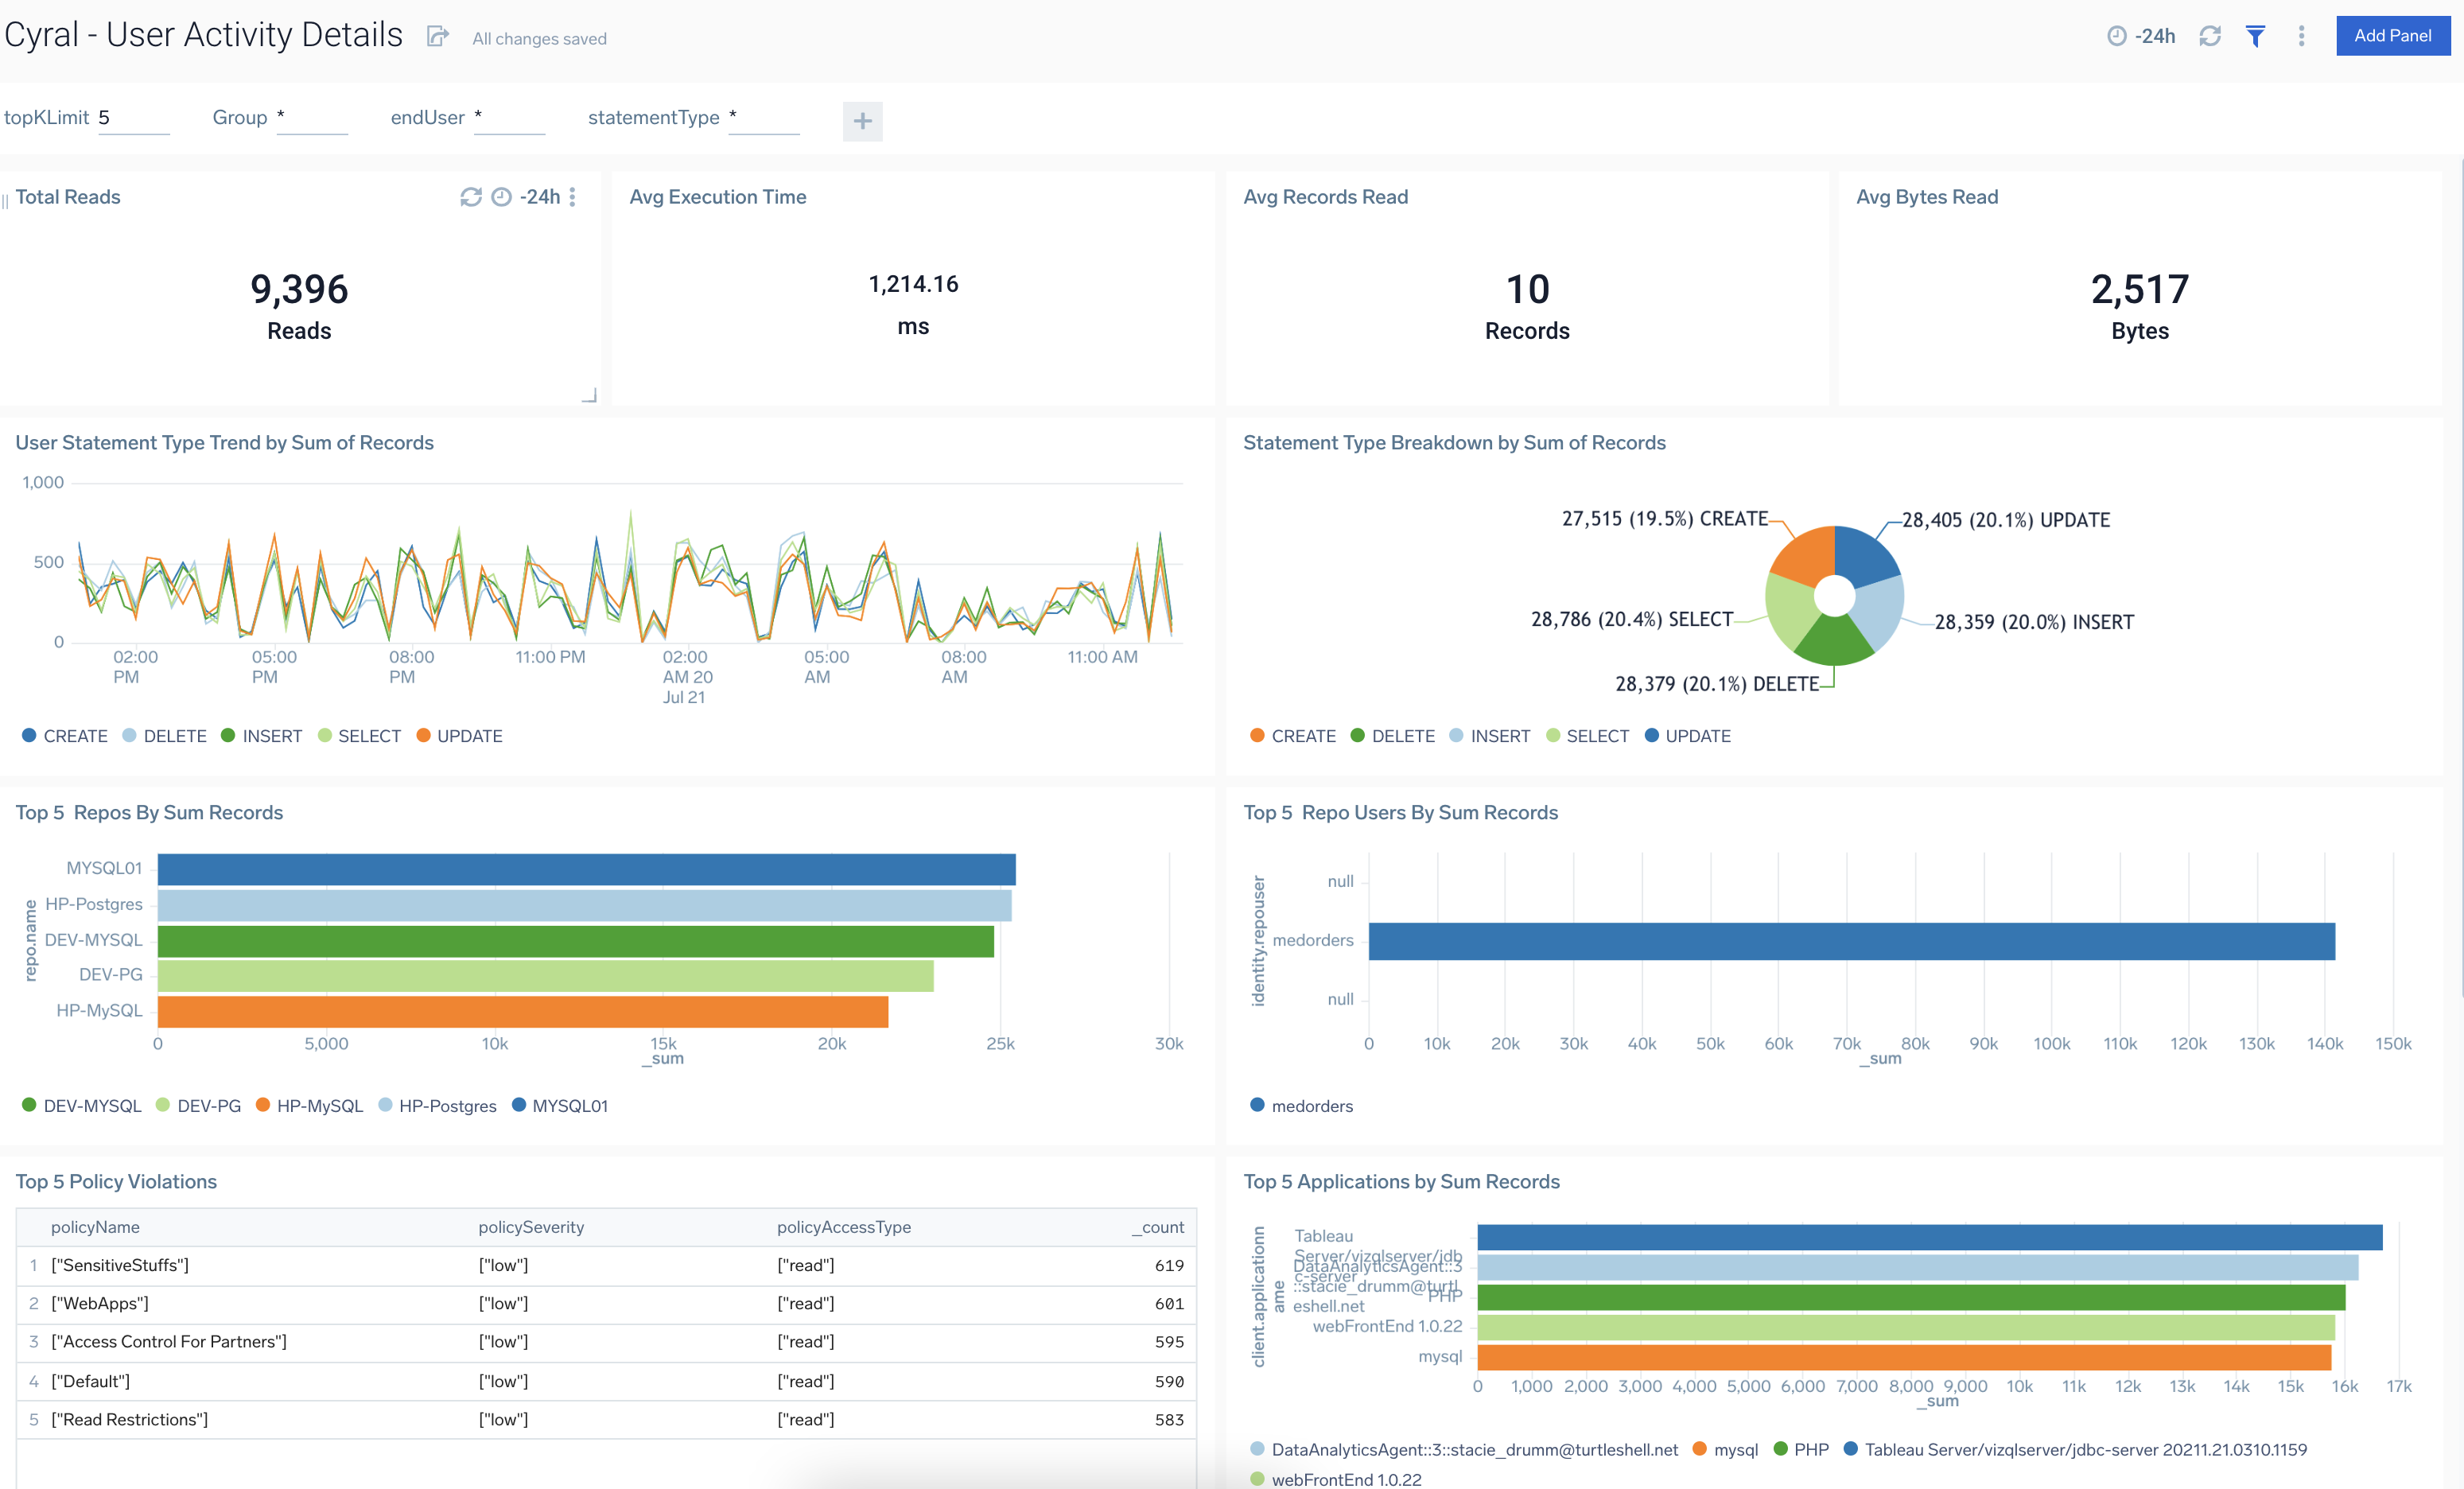 Cyral - User Activity Details
All changes saved
-24h
Add Panel
topKLimit 5
Group *
endUser *
statementType *
+
Total Reads
-24h
9,396
Reads
Avg Execution Time
1,214.16
ms
Avg Records Read
10
Records
Avg Bytes Read
2,517
Bytes
User Statement Type Trend by Sum of Records
1,000
500
0
02:00 PM
05:00 PM
08:00 PM
11:00 PM
02:00 AM 20 Jul 21
05:00 AM
08:00 AM
11:00 AM
CREATE DELETE INSERT SELECT UPDATE
Statement Type Breakdown by Sum of Records
27,515 (19.5%) CREATE
28,405 (20.1%) UPDATE
28,786 (20.4%) SELECT
28,359 (20.0%) INSERT
28,379 (20.1%) DELETE
CREATE DELETE INSERT SELECT UPDATE
Top 5 Repos By Sum Records
repo.name
MYSQL01
HP-Postgres
DEV-MYSQL
DEV-PG
HP-MySQL
0 5,000 10k 15k 20k 25k 30k
_sum
DEV-MYSQL DEV-PG HP-MySQL HP-Postgres MYSQL01
Top 5 Repo Users By Sum Records
identity.repouser
null
medorders
null
0 10k 20k 30k 40k 50k 60k 70k 80k 90k 100k 110k 120k 130k 140k 150k
_sum
medorders
Top 5 Policy Violations
policyName policySeverity policyAccessType _count
1 ["SensitiveStuffs"] ["low"] ["read"] 619
2 ["WebApps"] ["low"] ["read"] 601
3 ["Access Control For Partners"] ["low"] ["read"] 595
4 ["Default"] ["low"] ["read"] 590
5 ["Read Restrictions"] ["low"] ["read"] 583
Top 5 Applications by Sum Records
client.applicationn
ame
Tableau
Server/vizqlserver/jdb
c-server
DataAnalyticsAgent::3
::stacie_drumm@turtl
eshell.net
PHP
webFrontEnd 1.0.22
mysql
0 1,000 2,000 3,000 4,000 5,000 6,000 7,000 8,000 9,000 10k 11k 12k 13k 14k 15k 16k 17k
_sum
DataAnalyticsAgent::3::stacie_drumm@turtleshell.net mysql PHP Tableau Server/vizqlserver/jdbc-server 20211.21.0310.1159
webFrontEnd 1.0.22